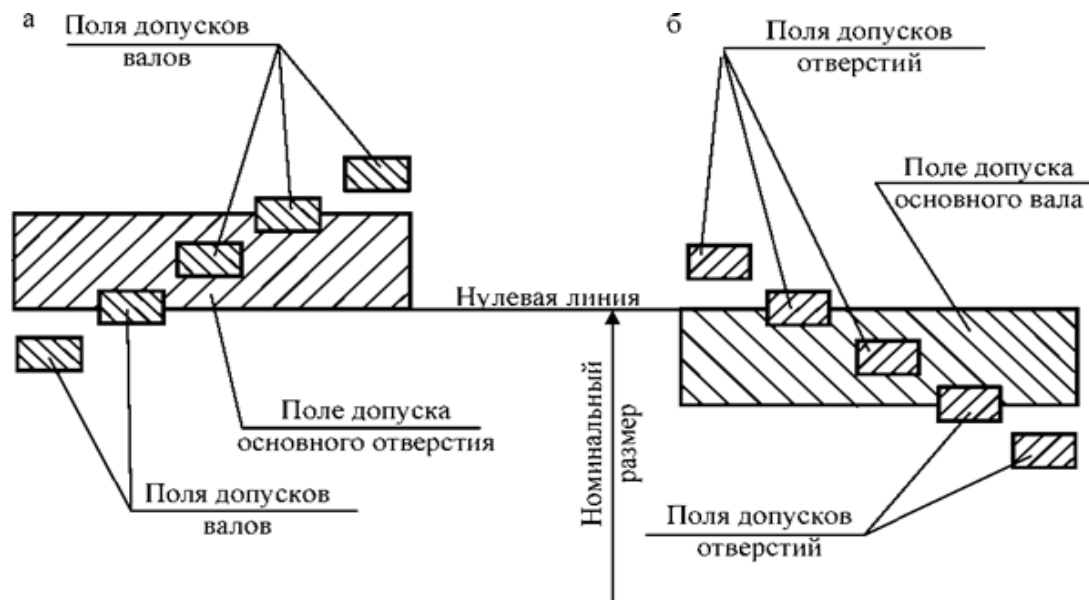 а
Поля допусков
валов
б
Поля допусков
отверстий
Поле допуска
основного вала
Нулевая линия
Поле допуска
основного отверстия
Номинальный
размер
Поля допусков
валов
Поля допусков
отверстий